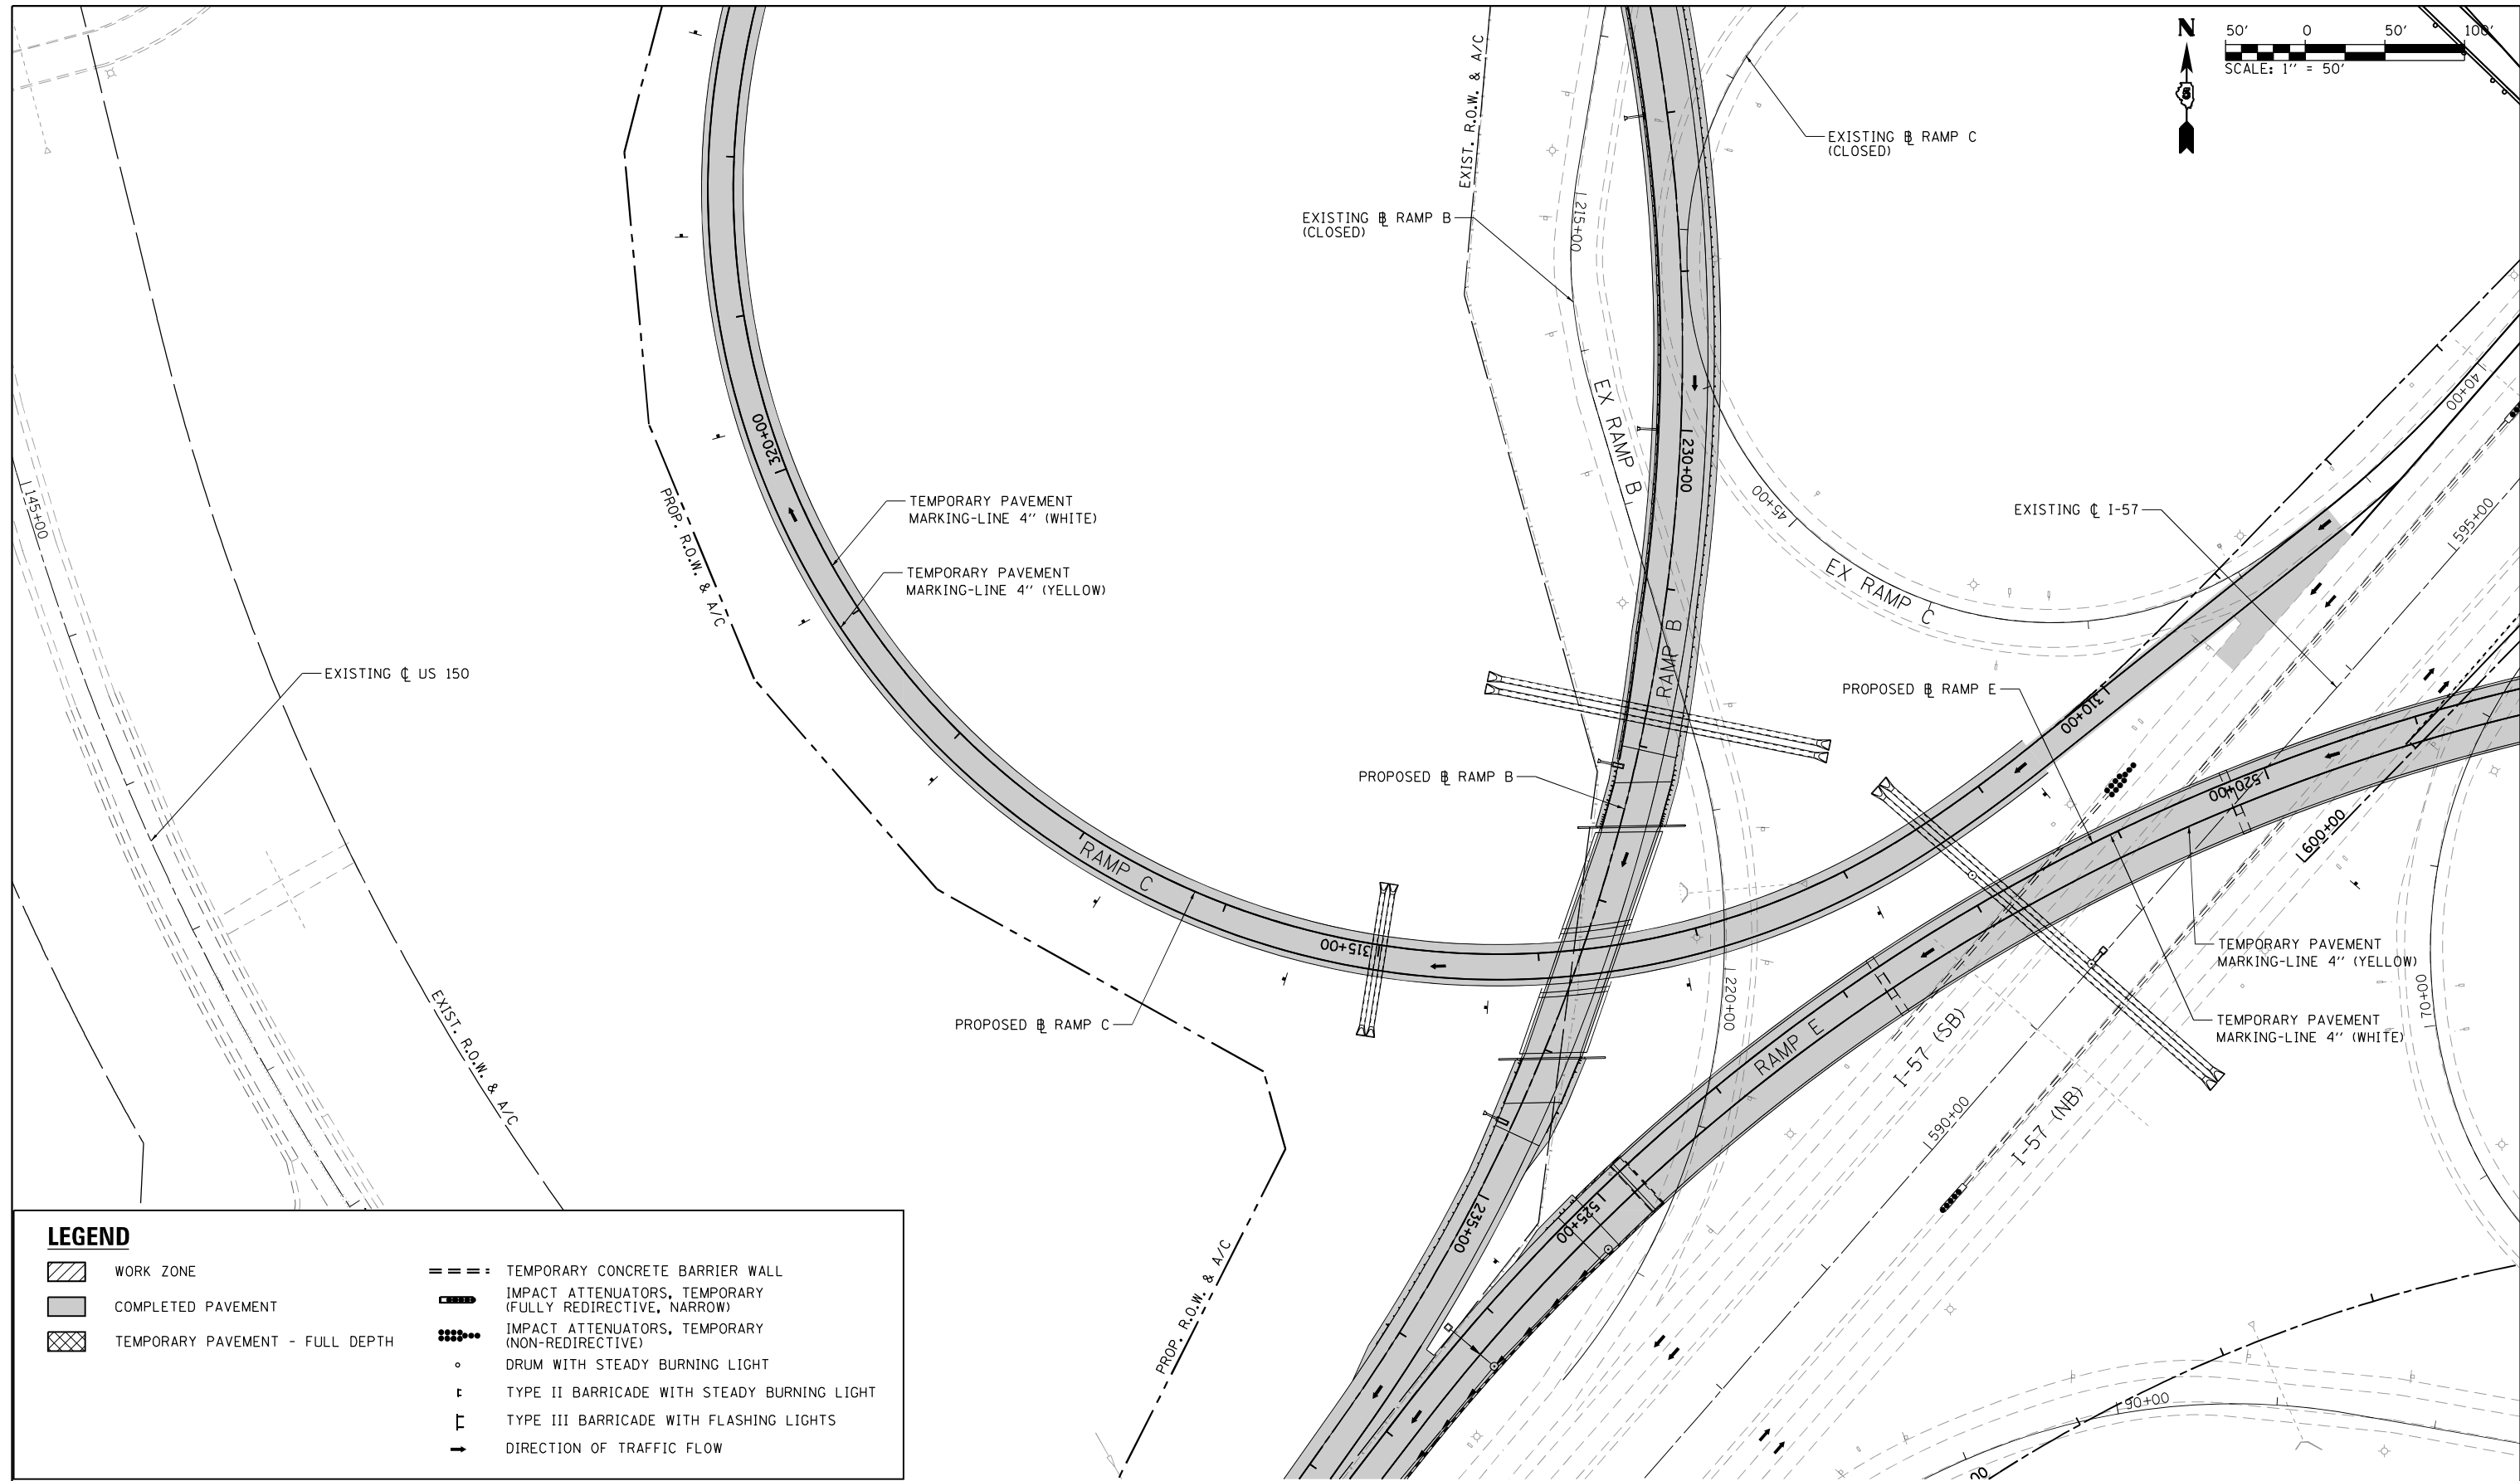 N
50' 0 50' 100'
SCALE: 1'' = 50'
EXIST. R.O.W. & A/C
EXISTING ℄ RAMP C
(CLOSED)
EXISTING ℄ RAMP B
(CLOSED)
215+00
EX RAMP B
230+00
RAMP B
45+00
EX RAMP C
40+00
595+00
EXISTING ℄ I-57
320+00
TEMPORARY PAVEMENT
MARKING-LINE 4'' (WHITE)
TEMPORARY PAVEMENT
MARKING-LINE 4'' (YELLOW)
PROP. R.O.W. & A/C
145+00
EXISTING ℄ US 150
PROPOSED ℄ RAMP E
310+00
PROPOSED ℄ RAMP B
520+00
600+00
RAMP C
315+00
PROPOSED ℄ RAMP C
220+00
RAMP E
I-57 (SB)
I-57 (NB)
590+00
TEMPORARY PAVEMENT
MARKING-LINE 4'' (YELLOW)
TEMPORARY PAVEMENT
MARKING-LINE 4'' (WHITE)
70+00
EXIST. R.O.W. & A/C
235+00
525+00
PROP. R.O.W. & A/C
90+00
00
LEGEND
WORK ZONE
COMPLETED PAVEMENT
TEMPORARY PAVEMENT - FULL DEPTH
TEMPORARY CONCRETE BARRIER WALL
IMPACT ATTENUATORS, TEMPORARY
(FULLY REDIRECTIVE, NARROW)
IMPACT ATTENUATORS, TEMPORARY
(NON-REDIRECTIVE)
DRUM WITH STEADY BURNING LIGHT
TYPE II BARRICADE WITH STEADY BURNING LIGHT
TYPE III BARRICADE WITH FLASHING LIGHTS
DIRECTION OF TRAFFIC FLOW